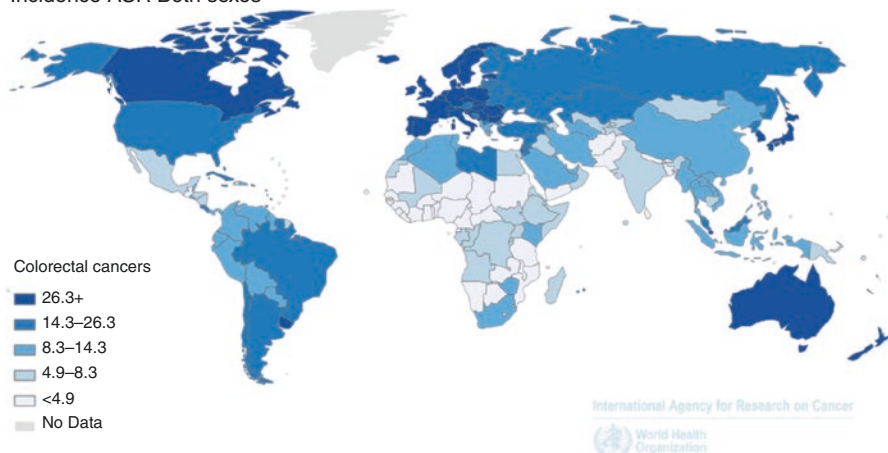 Incidence ASR Both sexes
Colorectal cancers
26.3+
14.3–26.3
8.3–14.3
4.9–8.3
<4.9
No Data
International Agency for Research on Cancer
World Health
Organization